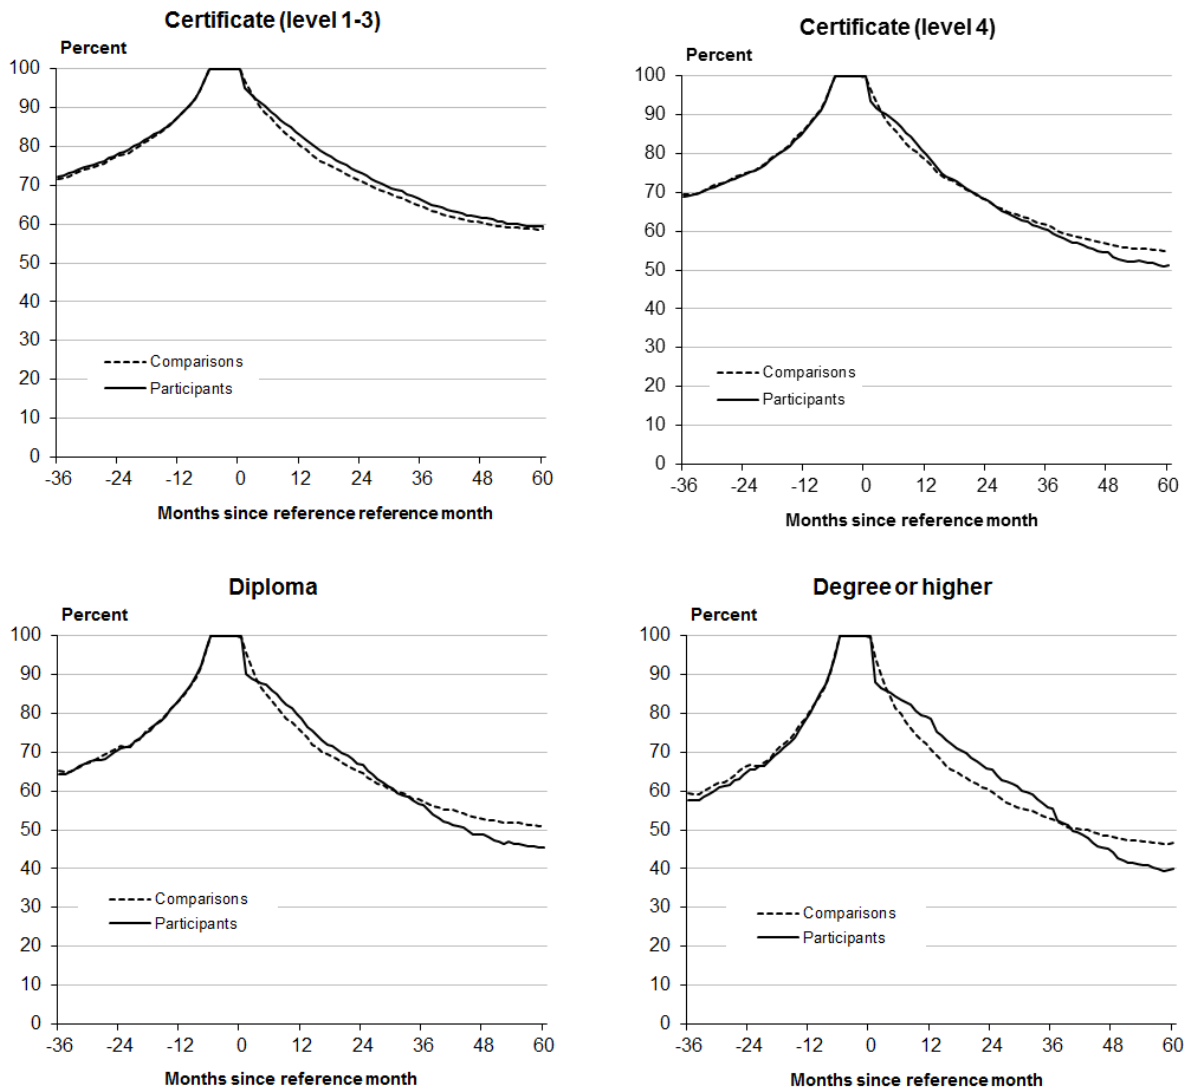 Certificate (level 1-3)
Percent
100
90
80
70
60
50
40
30
20
10
0
Comparisons
Participants
-36 -24 -12 0 12 24 36 48 60
Months since reference reference month
Certificate (level 4)
Percent
100
90
80
70
60
50
40
30
20
10
0
Comparisons
Participants
-36 -24 -12 0 12 24 36 48 60
Months since reference month
Diploma
Percent
100
90
80
70
60
50
40
30
20
10
0
Comparisons
Participants
-36 -24 -12 0 12 24 36 48 60
Months since reference month
Degree or higher
Percent
100
90
80
70
60
50
40
30
20
10
0
Comparisons
Participants
-36 -24 -12 0 12 24 36 48 60
Months since reference month